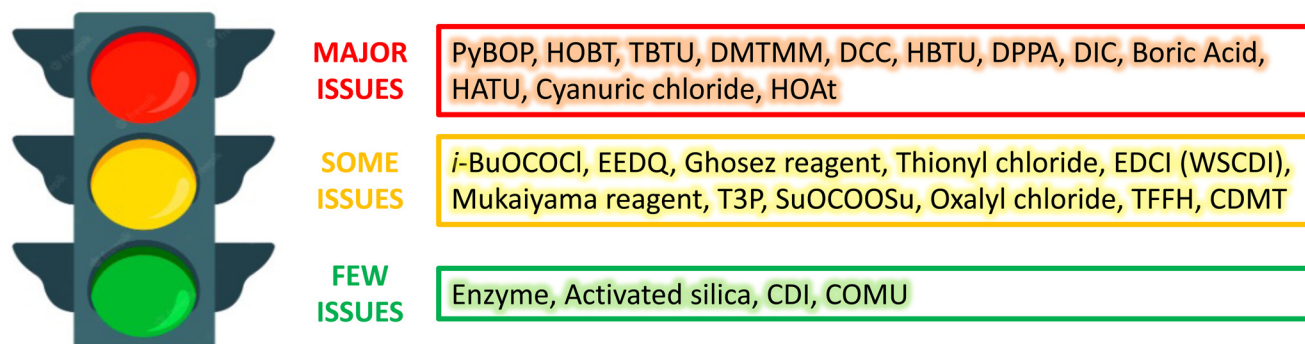 MAJOR
ISSUES
PyBOP, HOBT, TBTU, DMTMM, DCC, HBTU, DPPA, DIC, Boric Acid,
HATU, Cyanuric chloride, HOAt
SOME
ISSUES
i-BuOCOCl, EEDQ, Ghosez reagent, Thionyl chloride, EDCI (WSCDI),
Mukaiyama reagent, T3P, SuOCOOSu, Oxalyl chloride, TFFH, CDMT
FEW
ISSUES
Enzyme, Activated silica, CDI, COMU